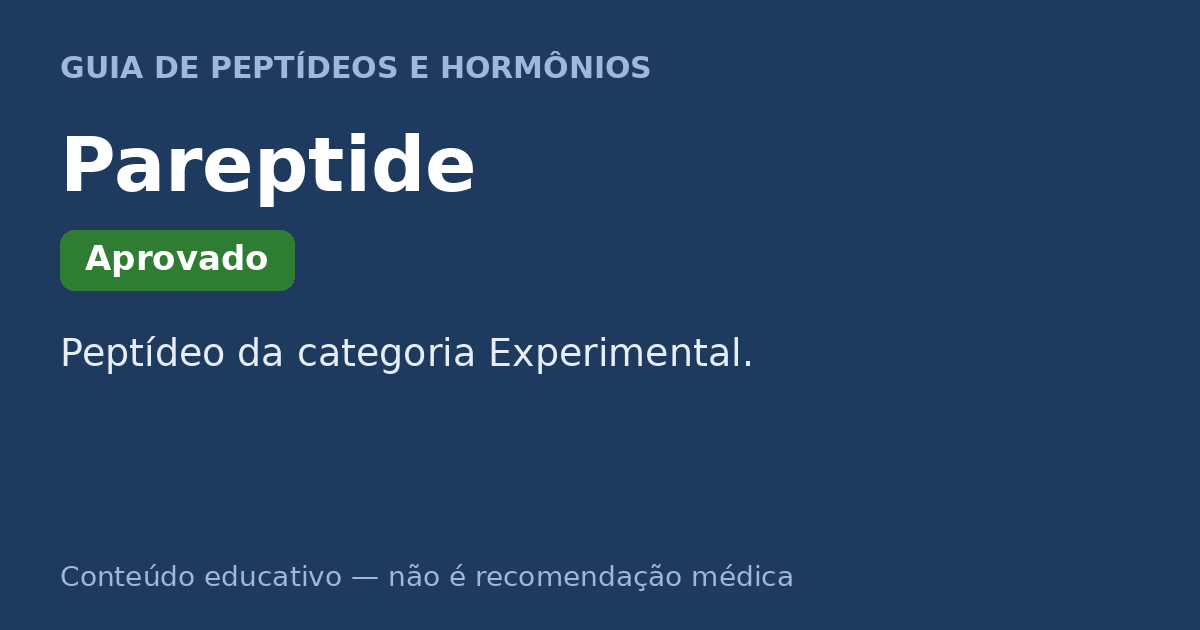 GUIA DE PEPTÍDEOS E HORMÔNIOS
Pareptide
Aprovado
Peptídeo da categoria Experimental.
Conteúdo educativo — não é recomendação médica